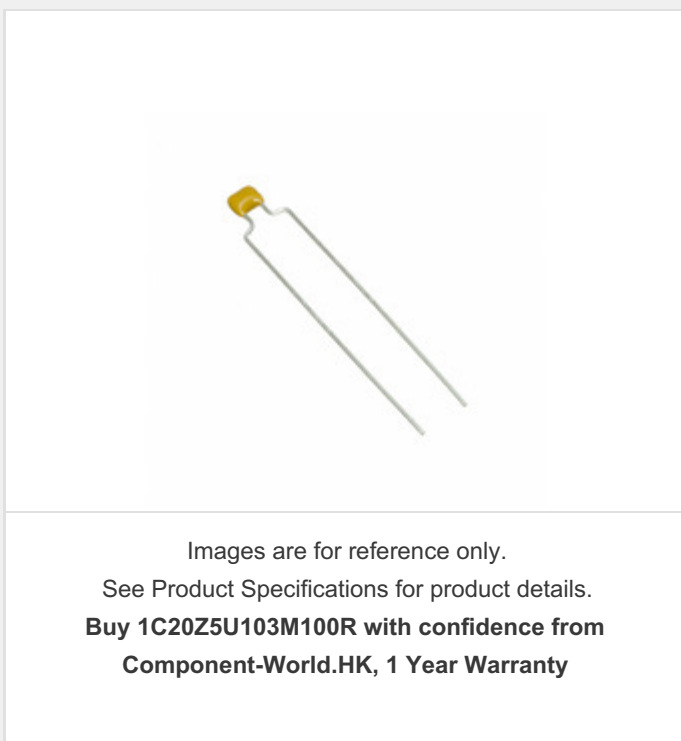 Images are for reference only.
See Product Specifications for product details.
Buy 1C20Z5U103M100R with confidence from
Component-World.HK, 1 Year Warranty